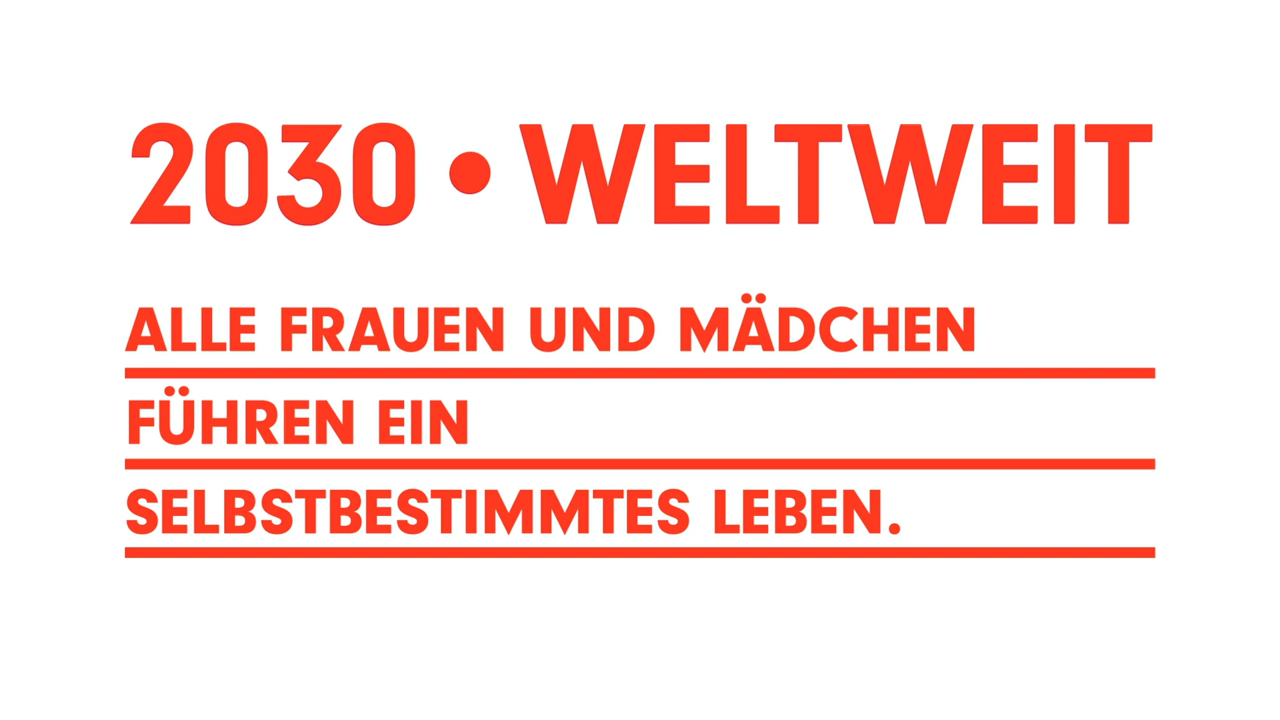 2030 • WELTWEIT
ALLE FRAUEN UND MÄDCHEN
FÜHREN EIN
SELBSTBESTIMMTES LEBEN.